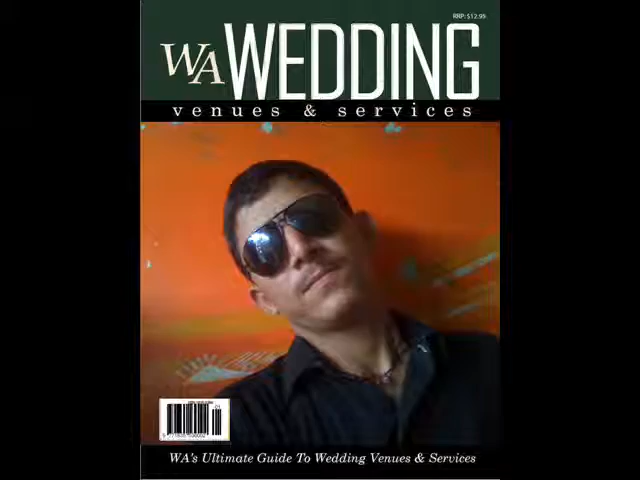 RRP: $12.95
WA WEDDING
venues & services
WA's Ultimate Guide To Wedding Venues & Services